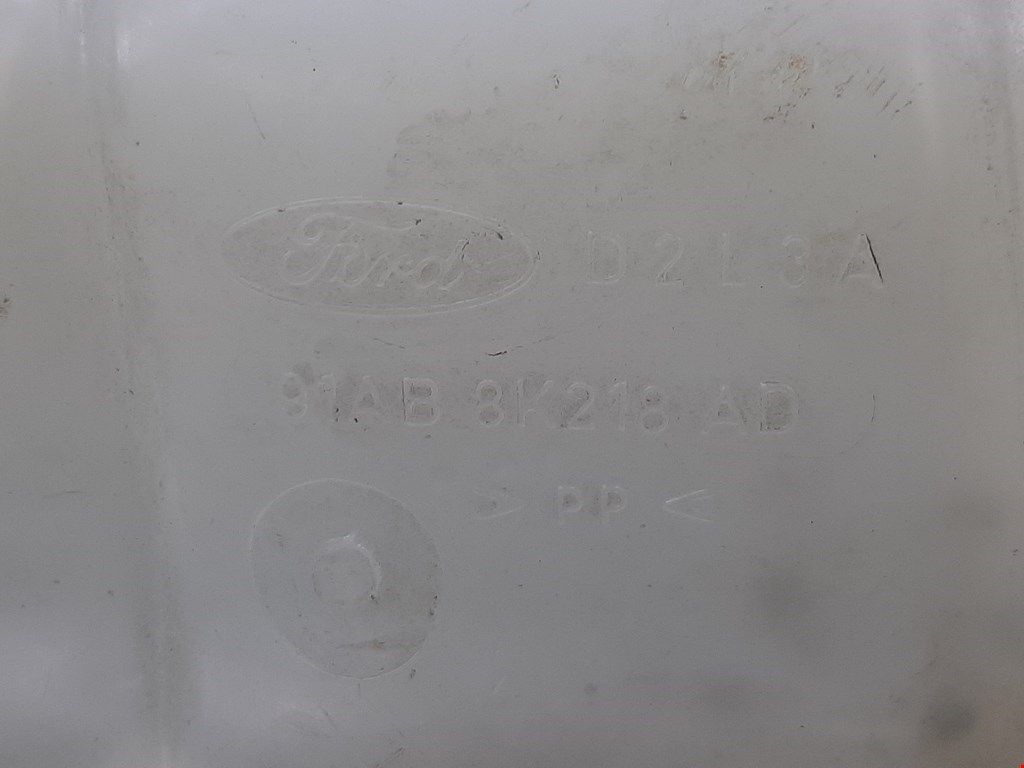 Ford D2L3A
91AB 8K218 AD
> PP <